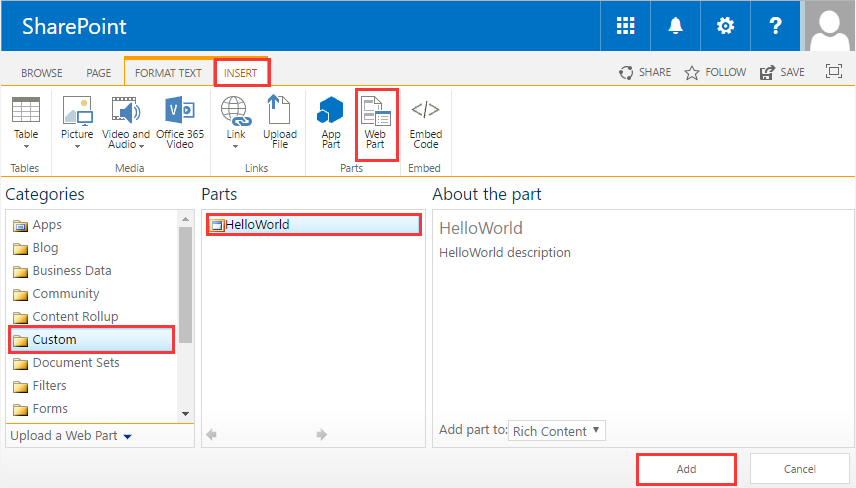 SharePoint
?
BROWSE PAGE FORMAT TEXT INSERT SHARE FOLLOW SAVE
Table Picture Video and Audio Office 365 Video Link Upload File App Part Web Part Embed Code
Tables Media Links Parts Embed
Categories Parts About the part
Apps
Blog
Business Data
Community
Content Rollup
Custom
Document Sets
Filters
Forms
Upload a Web Part
HelloWorld
HelloWorld
HelloWorld description
Add part to: Rich Content
Add Cancel